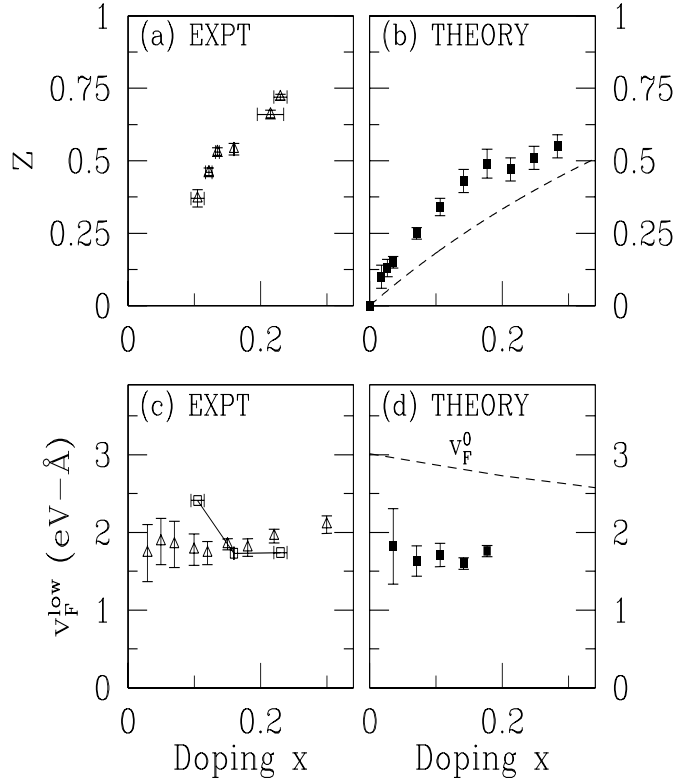 (a) EXPT
(b) THEORY
1
0.75
0.5
0.25
0
Z
1
0.75
0.5
0.25
0
0
0.2
0
0.2
(c) EXPT
(d) THEORY
v_F^0
3
2
1
0
v_F^low (eV−Å)
3
2
1
0
0
0.2
0
0.2
Doping x
Doping x